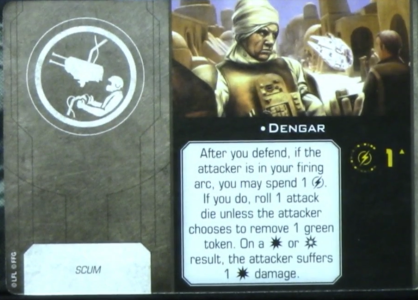 •DENGAR
After you defend, if the
attacker is in your firing
arc, you may spend 1 .
If you do, roll 1 attack
die unless the attacker
chooses to remove 1 green
token. On a or
result, the attacker suffers
1 damage.
1
SCUM
©LFL ©FFG